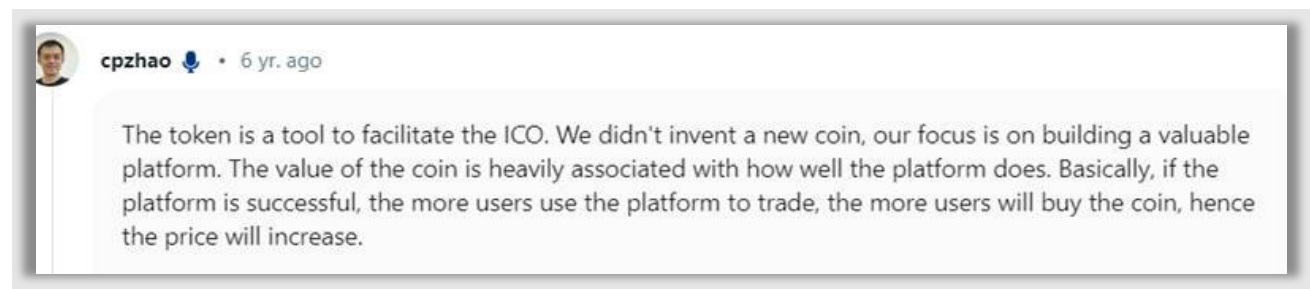 cpzhao • 6 yr. ago
The token is a tool to facilitate the ICO. We didn't invent a new coin, our focus is on building a valuable
platform. The value of the coin is heavily associated with how well the platform does. Basically, if the
platform is successful, the more users use the platform to trade, the more users will buy the coin, hence
the price will increase.